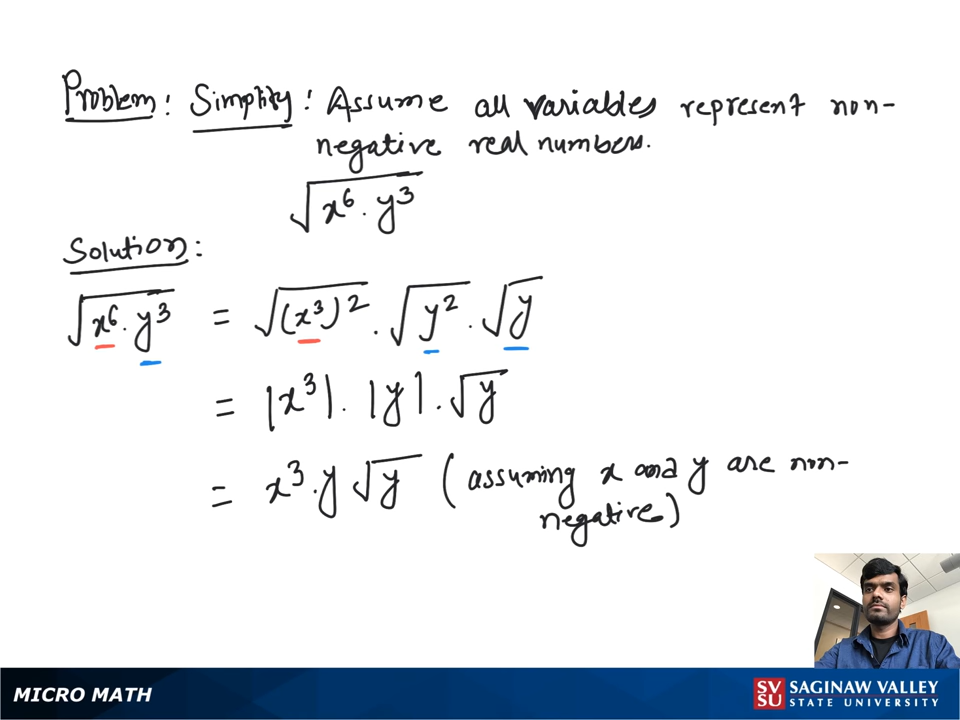 Problem: Simplify: Assume all variables represent non-
negative real numbers.
√(x⁶ · y³)
Solution:
√(x⁶ · y³) = √((x³)²) · √(y²) · √y
= |x³| · |y| · √y
= x³ · y √y (assuming x and y are non-
negative)
MICRO MATH
SV SU SAGINAW VALLEY
STATE UNIVERSITY